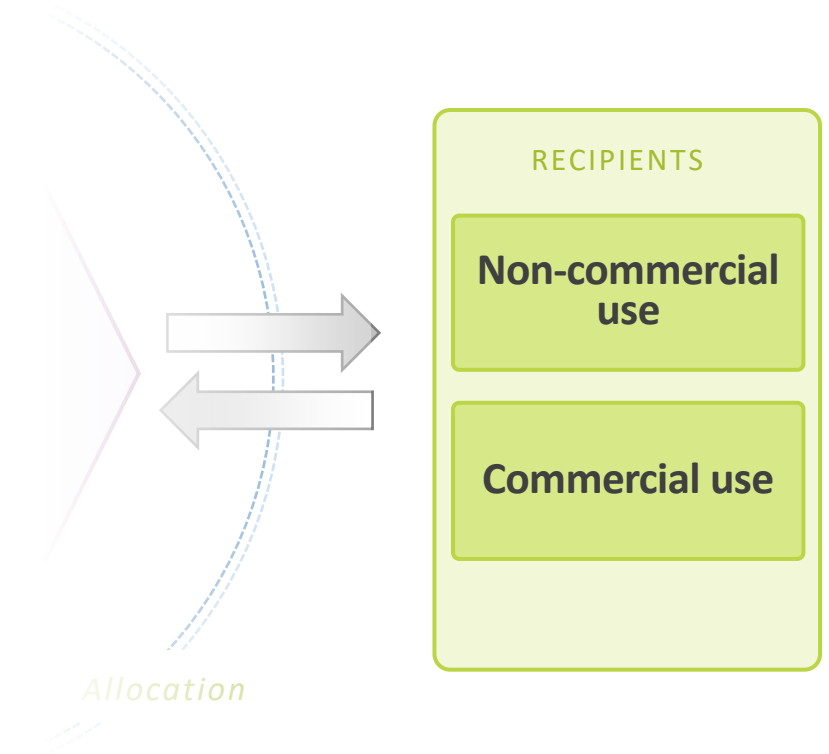 RECIPIENTS
Non-commercial
use
Commercial use
Allocation